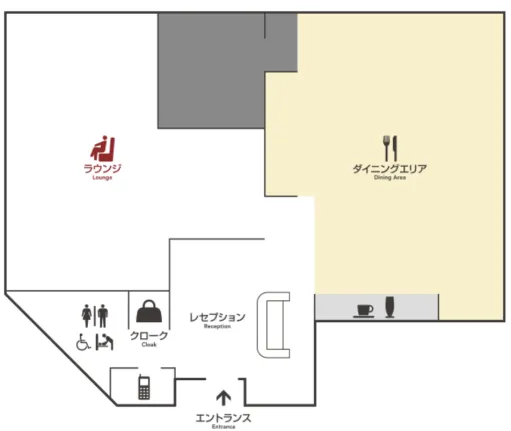 ラウンジ
Lounge
ダイニングエリア
Dining Area
クローク
Cloak
レセプション
Reception
エントランス
Entrance